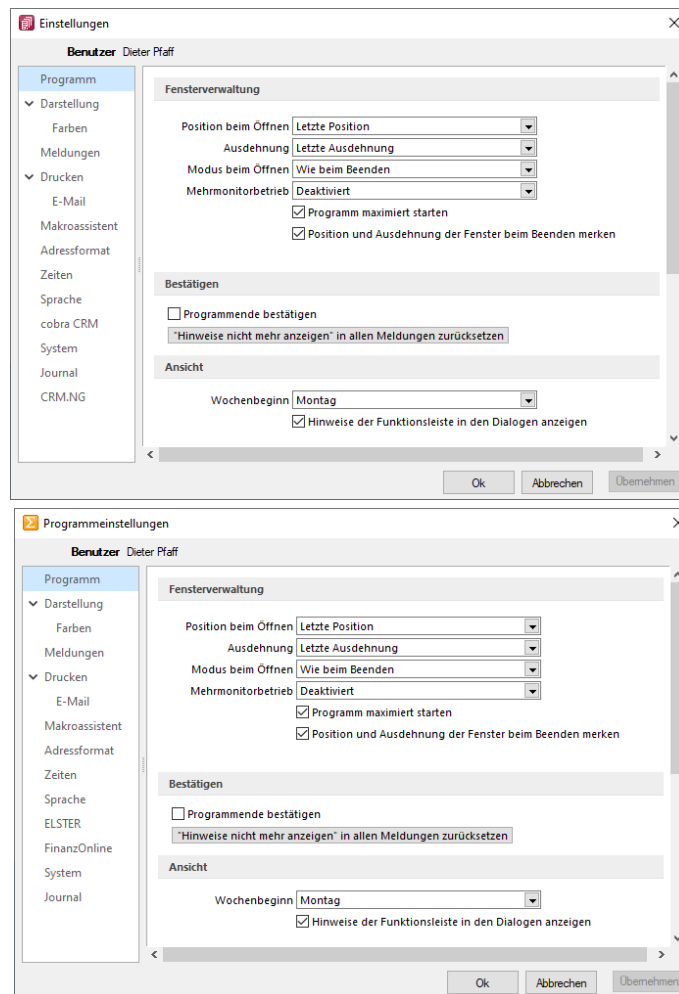 Einstellungen
Benutzer Dieter Pfaff
Programm
Darstellung
Farben
Meldungen
Drucken
E-Mail
Makroassistent
Adressformat
Zeiten
Sprache
cobra CRM
System
Journal
CRM.NG
Fensterverwaltung
Position beim Öffnen Letzte Position
Ausdehnung Letzte Ausdehnung
Modus beim Öffnen Wie beim Beenden
Mehrmonitorbetrieb Deaktiviert
Programm maximiert starten
Position und Ausdehnung der Fenster beim Beenden merken
Bestätigen
Programmende bestätigen
"Hinweise nicht mehr anzeigen" in allen Meldungen zurücksetzen
Ansicht
Wochenbeginn Montag
Hinweise der Funktionsleiste in den Dialogen anzeigen
Ok Abbrechen Übernehmen
Programmeinstellungen
Benutzer Dieter Pfaff
Programm
Darstellung
Farben
Meldungen
Drucken
E-Mail
Makroassistent
Adressformat
Zeiten
Sprache
ELSTER
FinanzOnline
System
Journal
Fensterverwaltung
Position beim Öffnen Letzte Position
Ausdehnung Letzte Ausdehnung
Modus beim Öffnen Wie beim Beenden
Mehrmonitorbetrieb Deaktiviert
Programm maximiert starten
Position und Ausdehnung der Fenster beim Beenden merken
Bestätigen
Programmende bestätigen
"Hinweise nicht mehr anzeigen" in allen Meldungen zurücksetzen
Ansicht
Wochenbeginn Montag
Hinweise der Funktionsleiste in den Dialogen anzeigen
Ok Abbrechen Übernehmen